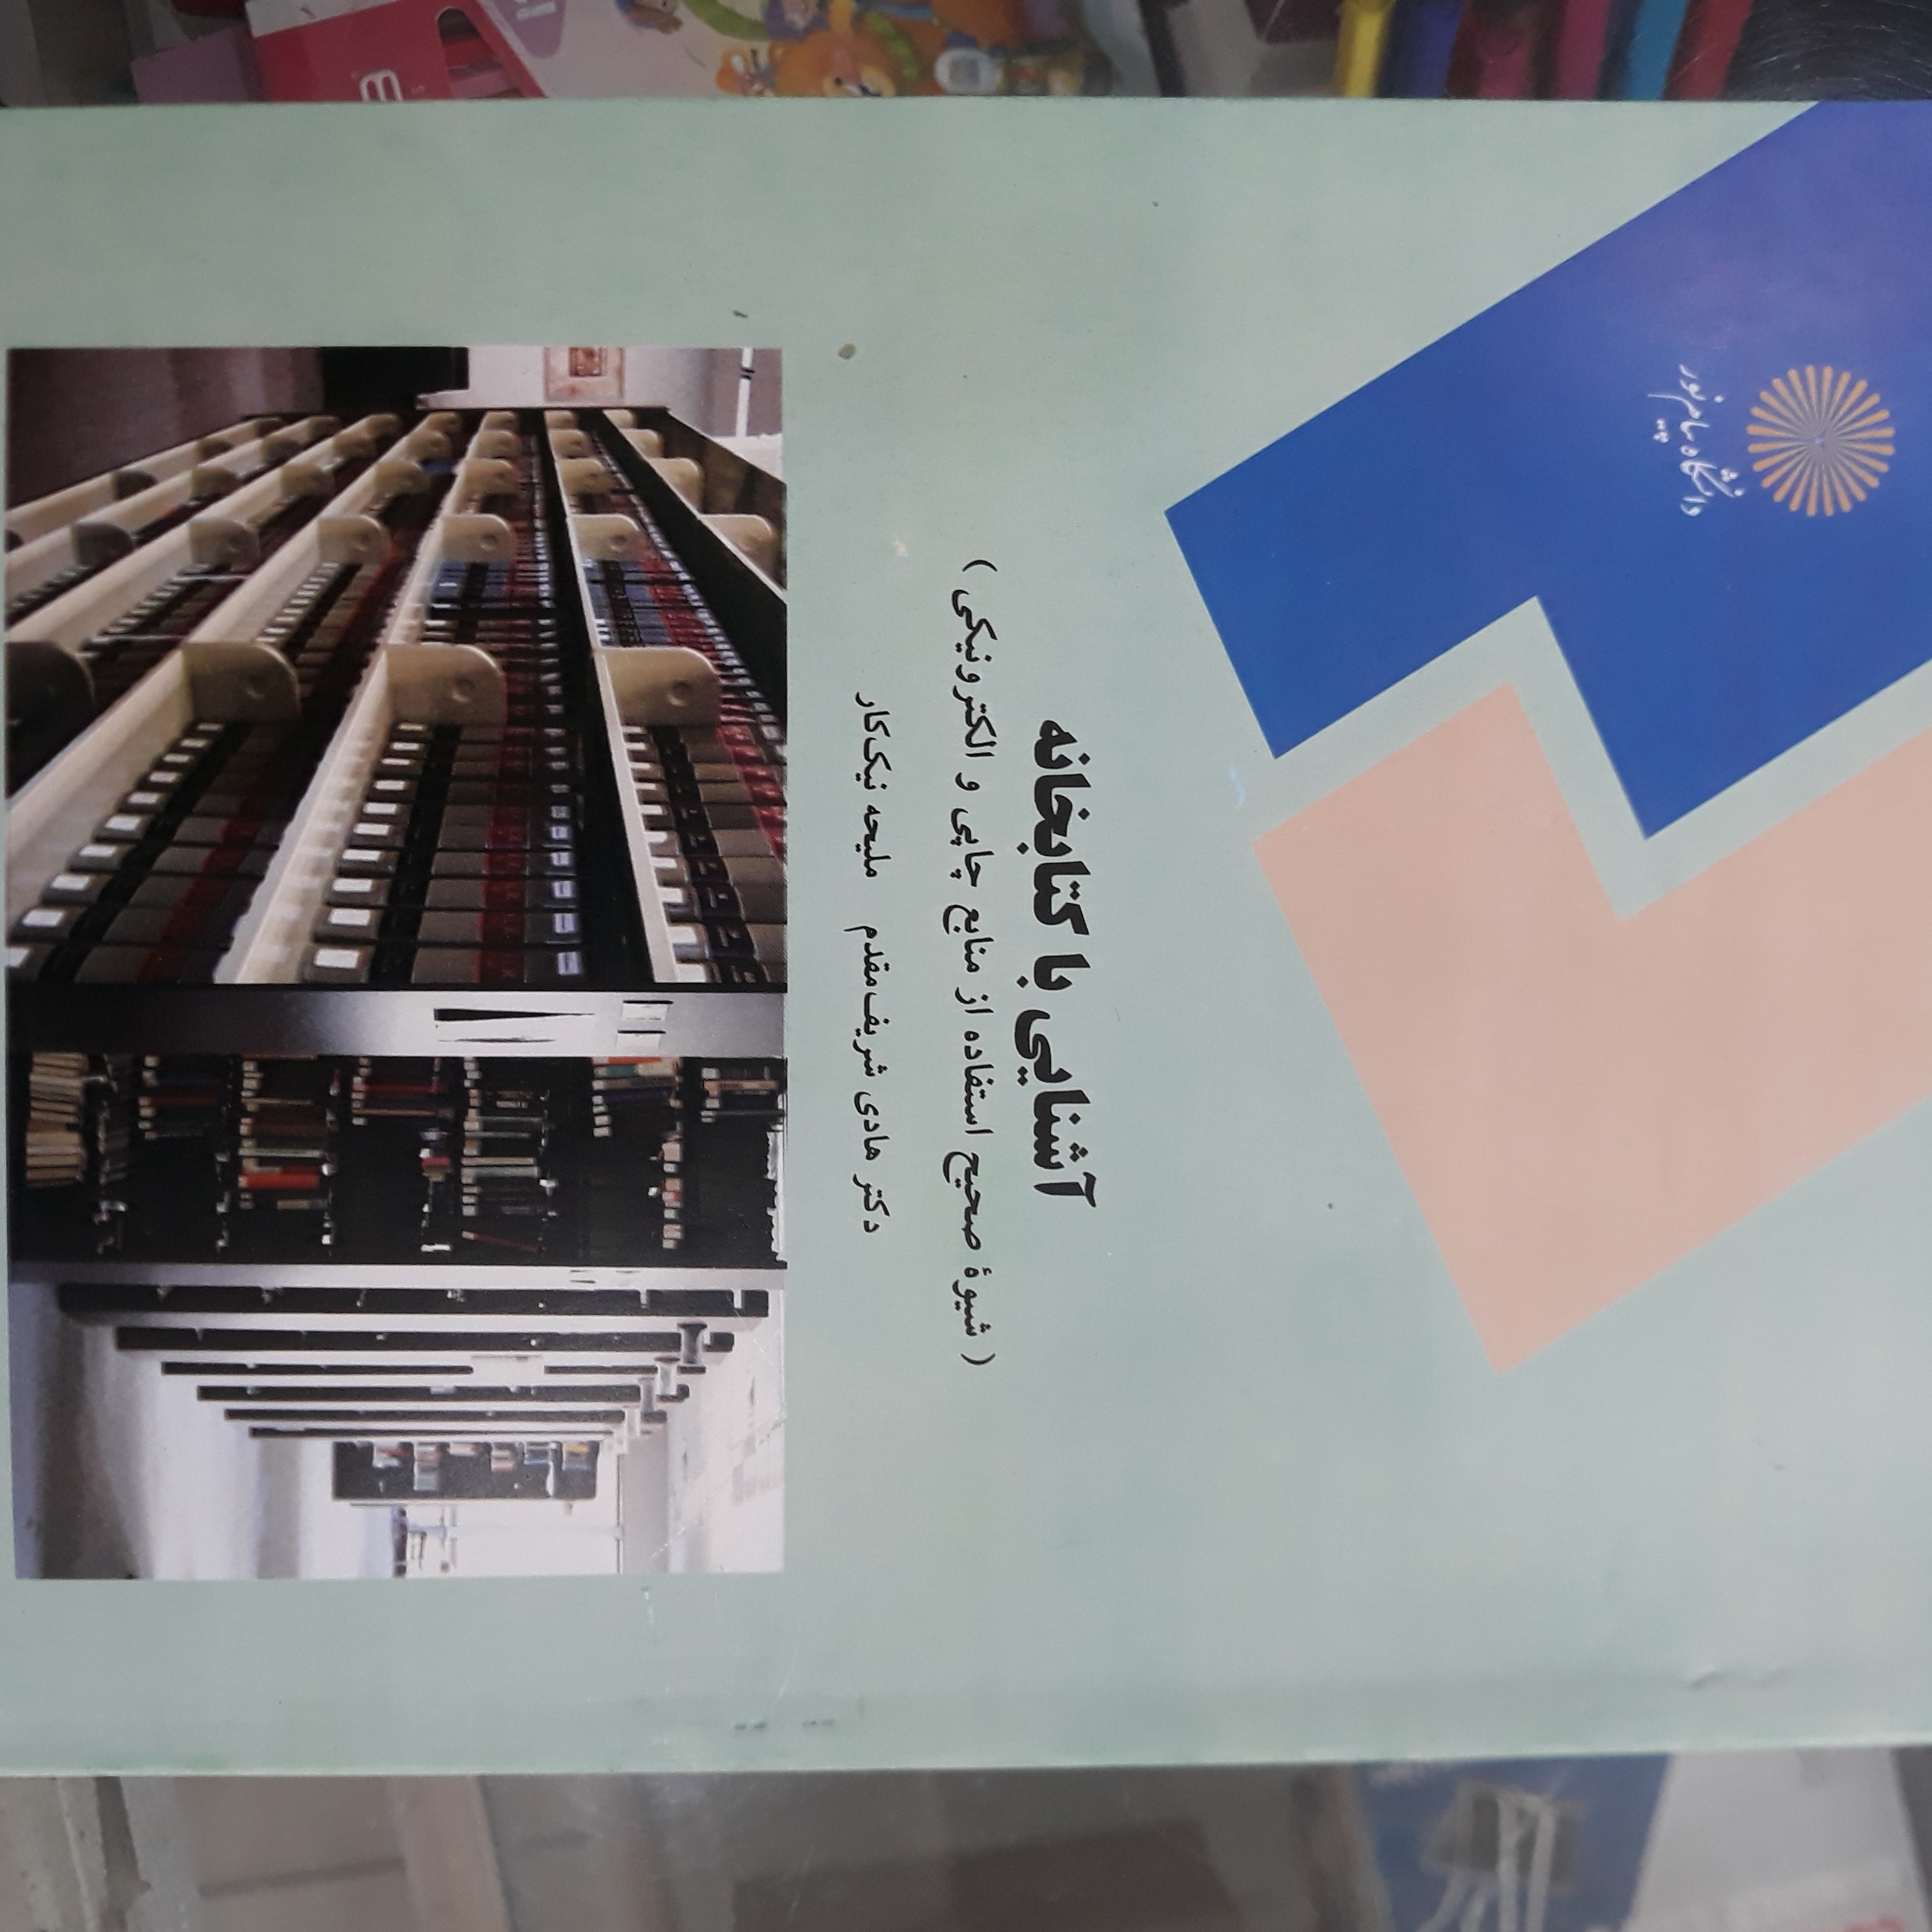 دانشگاه پیام نور
آشنایی با کتابخانه
( شیوهٔ صحیح استفاده از منابع چاپی و الکترونیکی )
دکتر هادی شریف‌مقدم ملیحه نیک‌کار